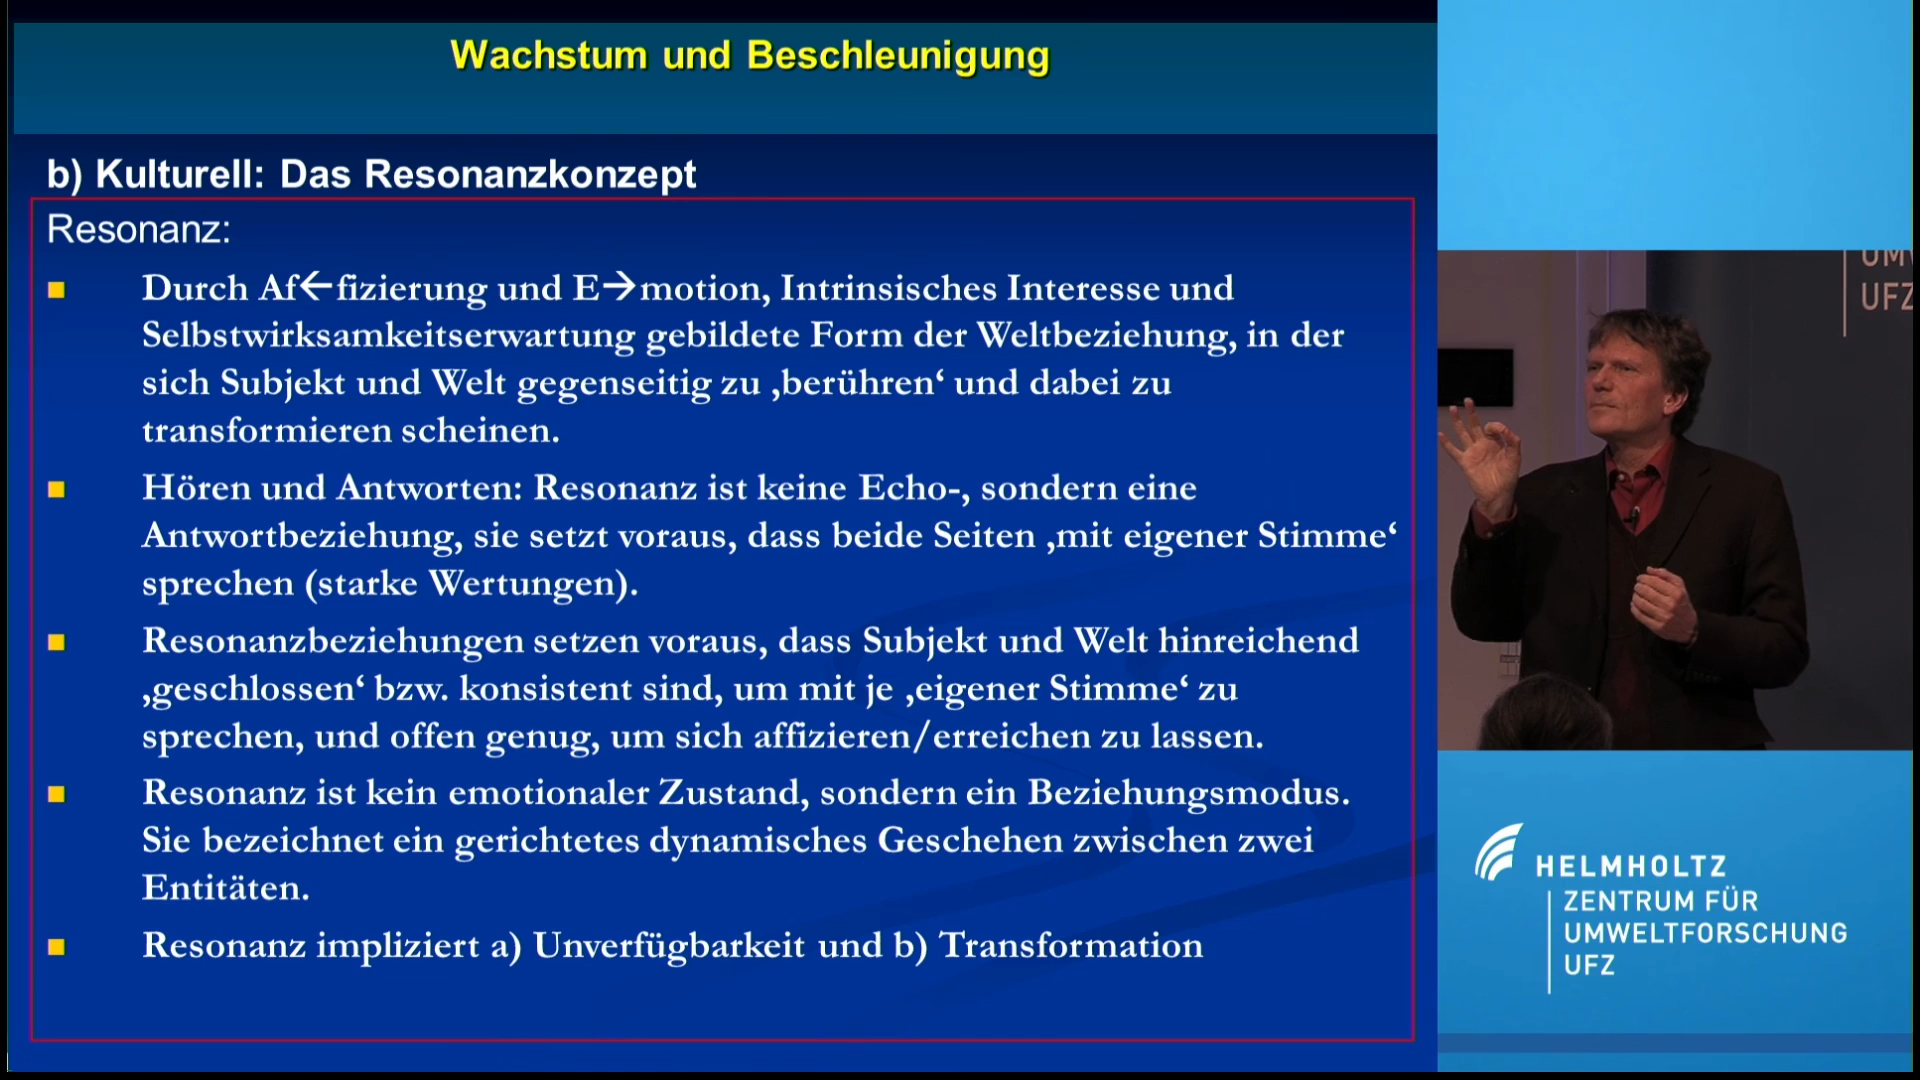 Wachstum und Beschleunigung
b) Kulturell: Das Resonanzkonzept
Resonanz:
Durch Af←fizierung und E→motion, Intrinsisches Interesse und
Selbstwirksamkeitserwartung gebildete Form der Weltbeziehung, in der
sich Subjekt und Welt gegenseitig zu ‚berühren‘ und dabei zu
transformieren scheinen.
Hören und Antworten: Resonanz ist keine Echo-, sondern eine
Antwortbeziehung, sie setzt voraus, dass beide Seiten ‚mit eigener Stimme‘
sprechen (starke Wertungen).
Resonanzbeziehungen setzen voraus, dass Subjekt und Welt hinreichend
‚geschlossen‘ bzw. konsistent sind, um mit je ‚eigener Stimme‘ zu
sprechen, und offen genug, um sich affizieren/erreichen zu lassen.
Resonanz ist kein emotionaler Zustand, sondern ein Beziehungsmodus.
Sie bezeichnet ein gerichtetes dynamisches Geschehen zwischen zwei
Entitäten.
Resonanz impliziert a) Unverfügbarkeit und b) Transformation
UMW
UFZ
HELMHOLTZ
ZENTRUM FÜR
UMWELTFORSCHUNG
UFZ